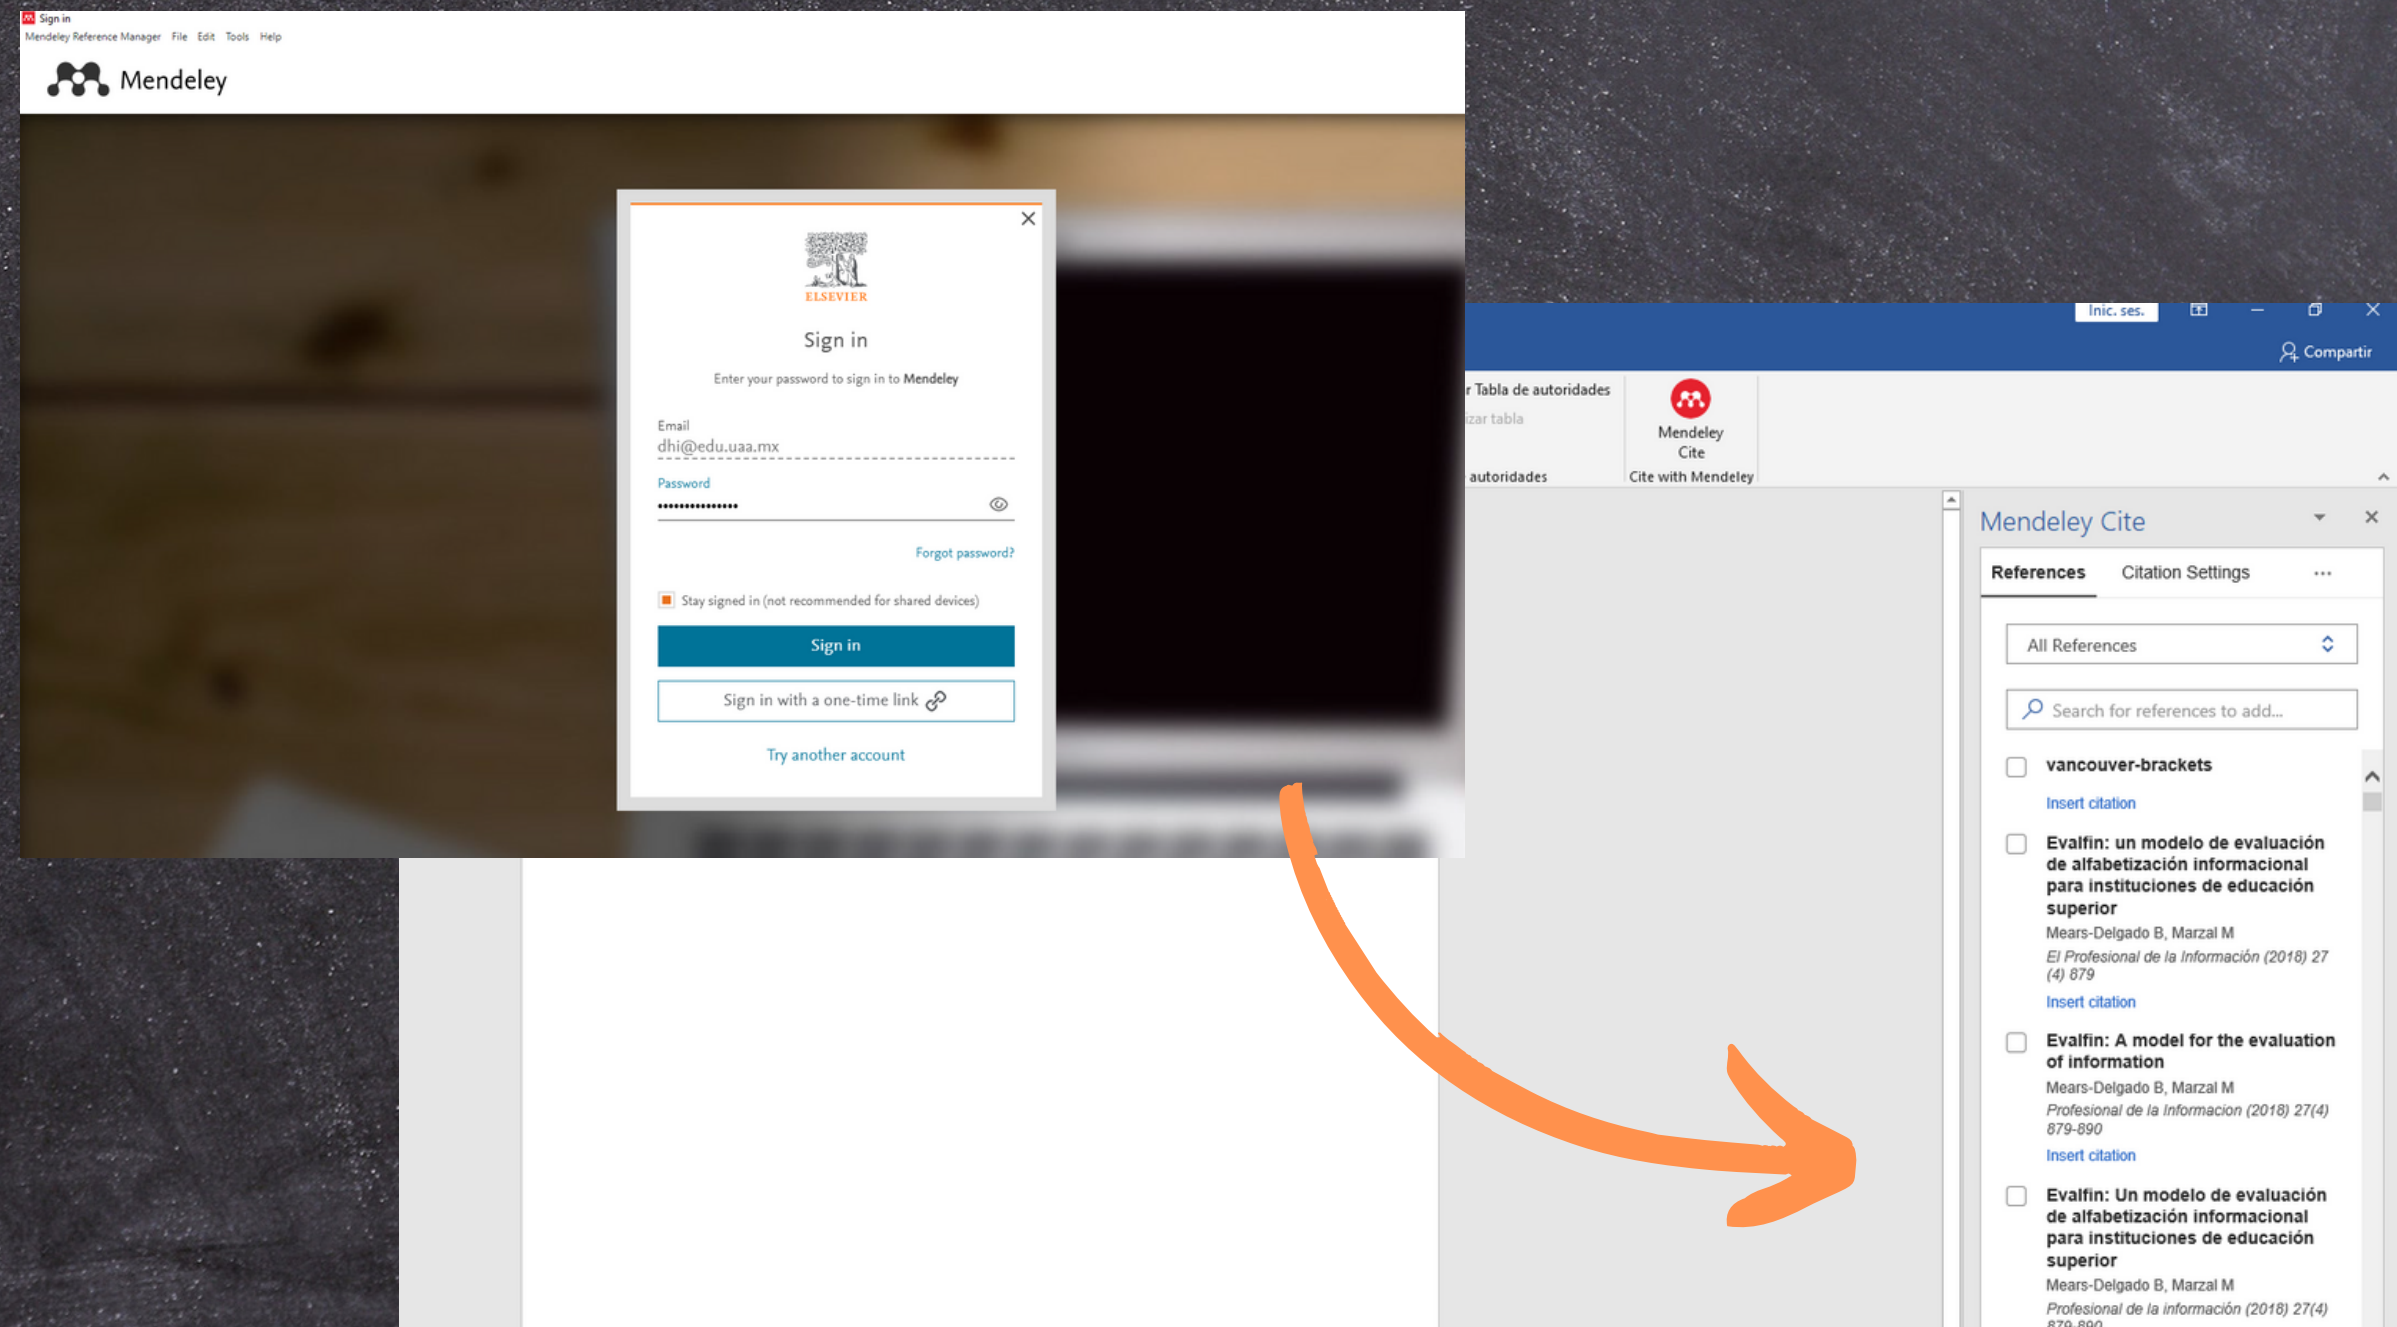 Sign in
Mendeley Reference Manager File Edit Tools Help
Mendeley
ELSEVIER
Sign in
Enter your password to sign in to Mendeley
Email
dhi@edu.uaa.mx
Password
•••••••••••••••
Forgot password?
Stay signed in (not recommended for shared devices)
Sign in
Sign in with a one-time link
Try another account
Inic. ses.
Compartir
r Tabla de autoridades
izar tabla
autoridades
Mendeley
Cite
Cite with Mendeley
Mendeley Cite
References Citation Settings ...
All References
Search for references to add...
vancouver-brackets
Insert citation
Evalfin: un modelo de evaluación
de alfabetización informacional
para instituciones de educación
superior
Mears-Delgado B, Marzal M
El Profesional de la Información (2018) 27
(4) 879
Insert citation
Evalfin: A model for the evaluation
of information
Mears-Delgado B, Marzal M
Profesional de la Informacion (2018) 27(4)
879-890
Insert citation
Evalfin: Un modelo de evaluación
de alfabetización informacional
para instituciones de educación
superior
Mears-Delgado B, Marzal M
Profesional de la información (2018) 27(4)
879-890